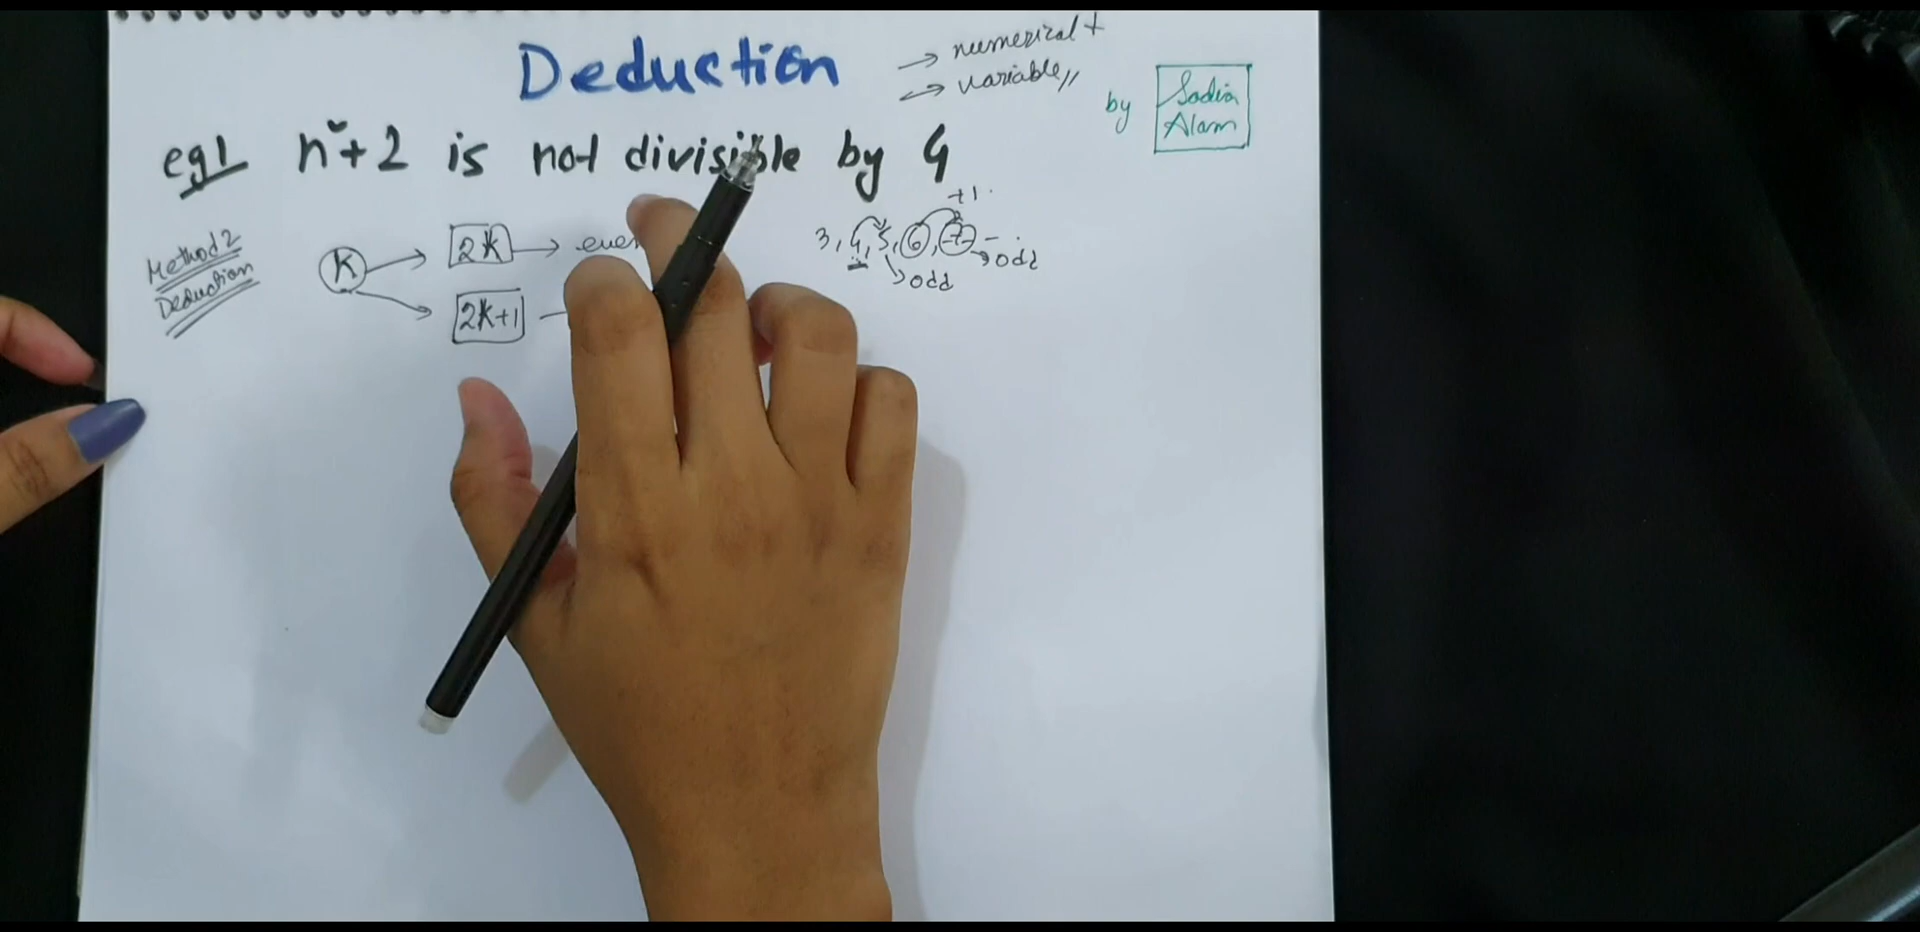 Deduction
→ numerical +
→ variable //
by Sadia Alam
eg1 n²+2 is not divisible by 4
Method 2
Deduction
K → 2K → even
→ 2K+1 –
+1
3, 4, 5, 6, 7 – .
→ odd → odd